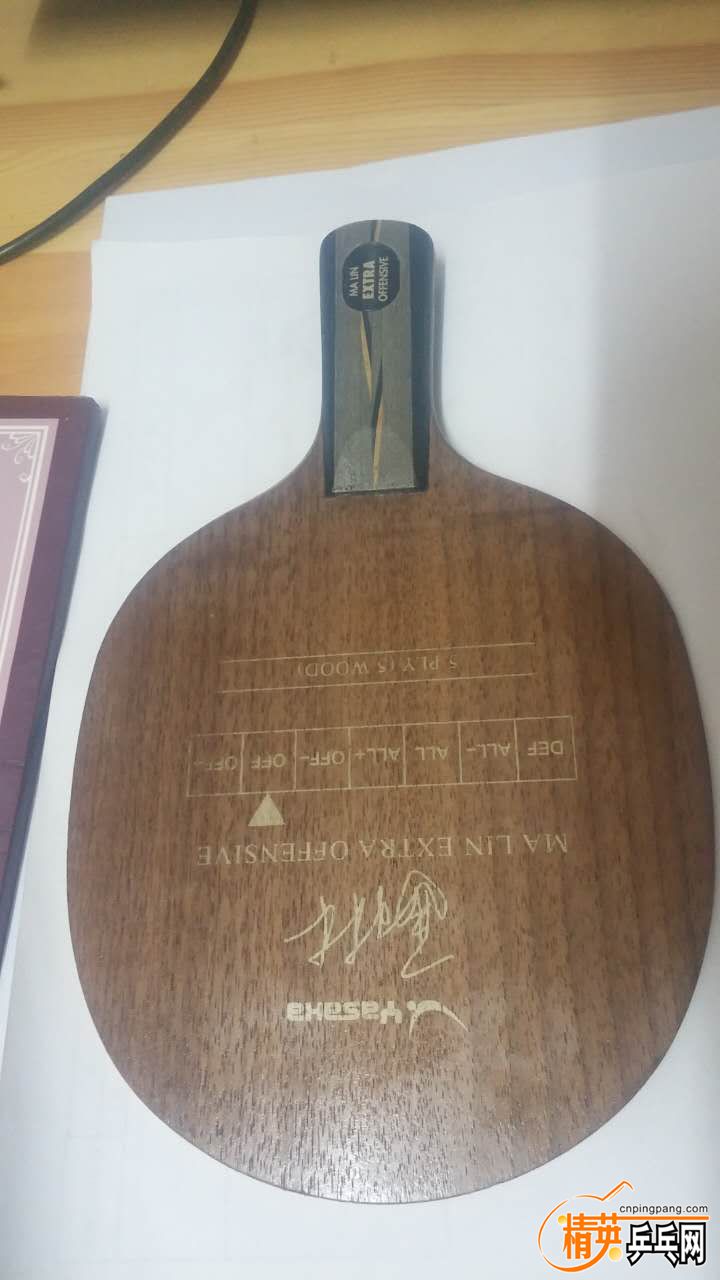 MA LIN
EXTRA
OFFENSIVE
Yasaka
MA LIN EXTRA OFFENSIVE
DEF ALL- ALL ALL+ OFF- OFF OFF+
5 PLY (5 WOOD)
cnpingpang.com
精英乒乓网